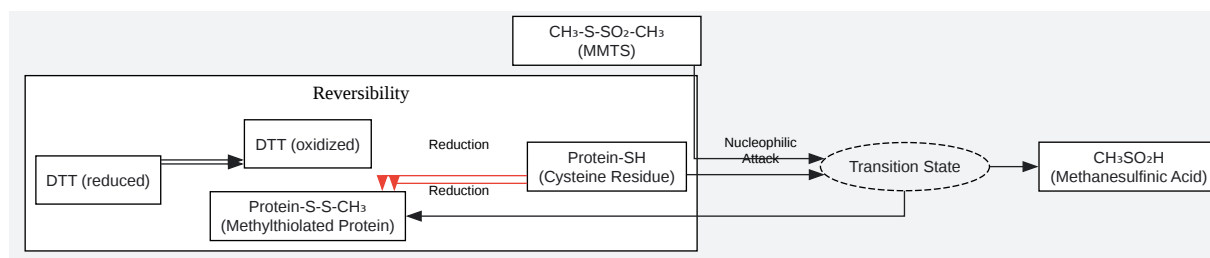 CH₃-S-SO₂-CH₃
(MMTS)
Reversibility
DTT (oxidized)
Reduction
Nucleophilic
Attack
DTT (reduced)
Protein-SH
(Cysteine Residue)
Transition State
CH₃SO₂H
(Methanesulfinic Acid)
Reduction
Protein-S-S-CH₃
(Methylthiolated Protein)